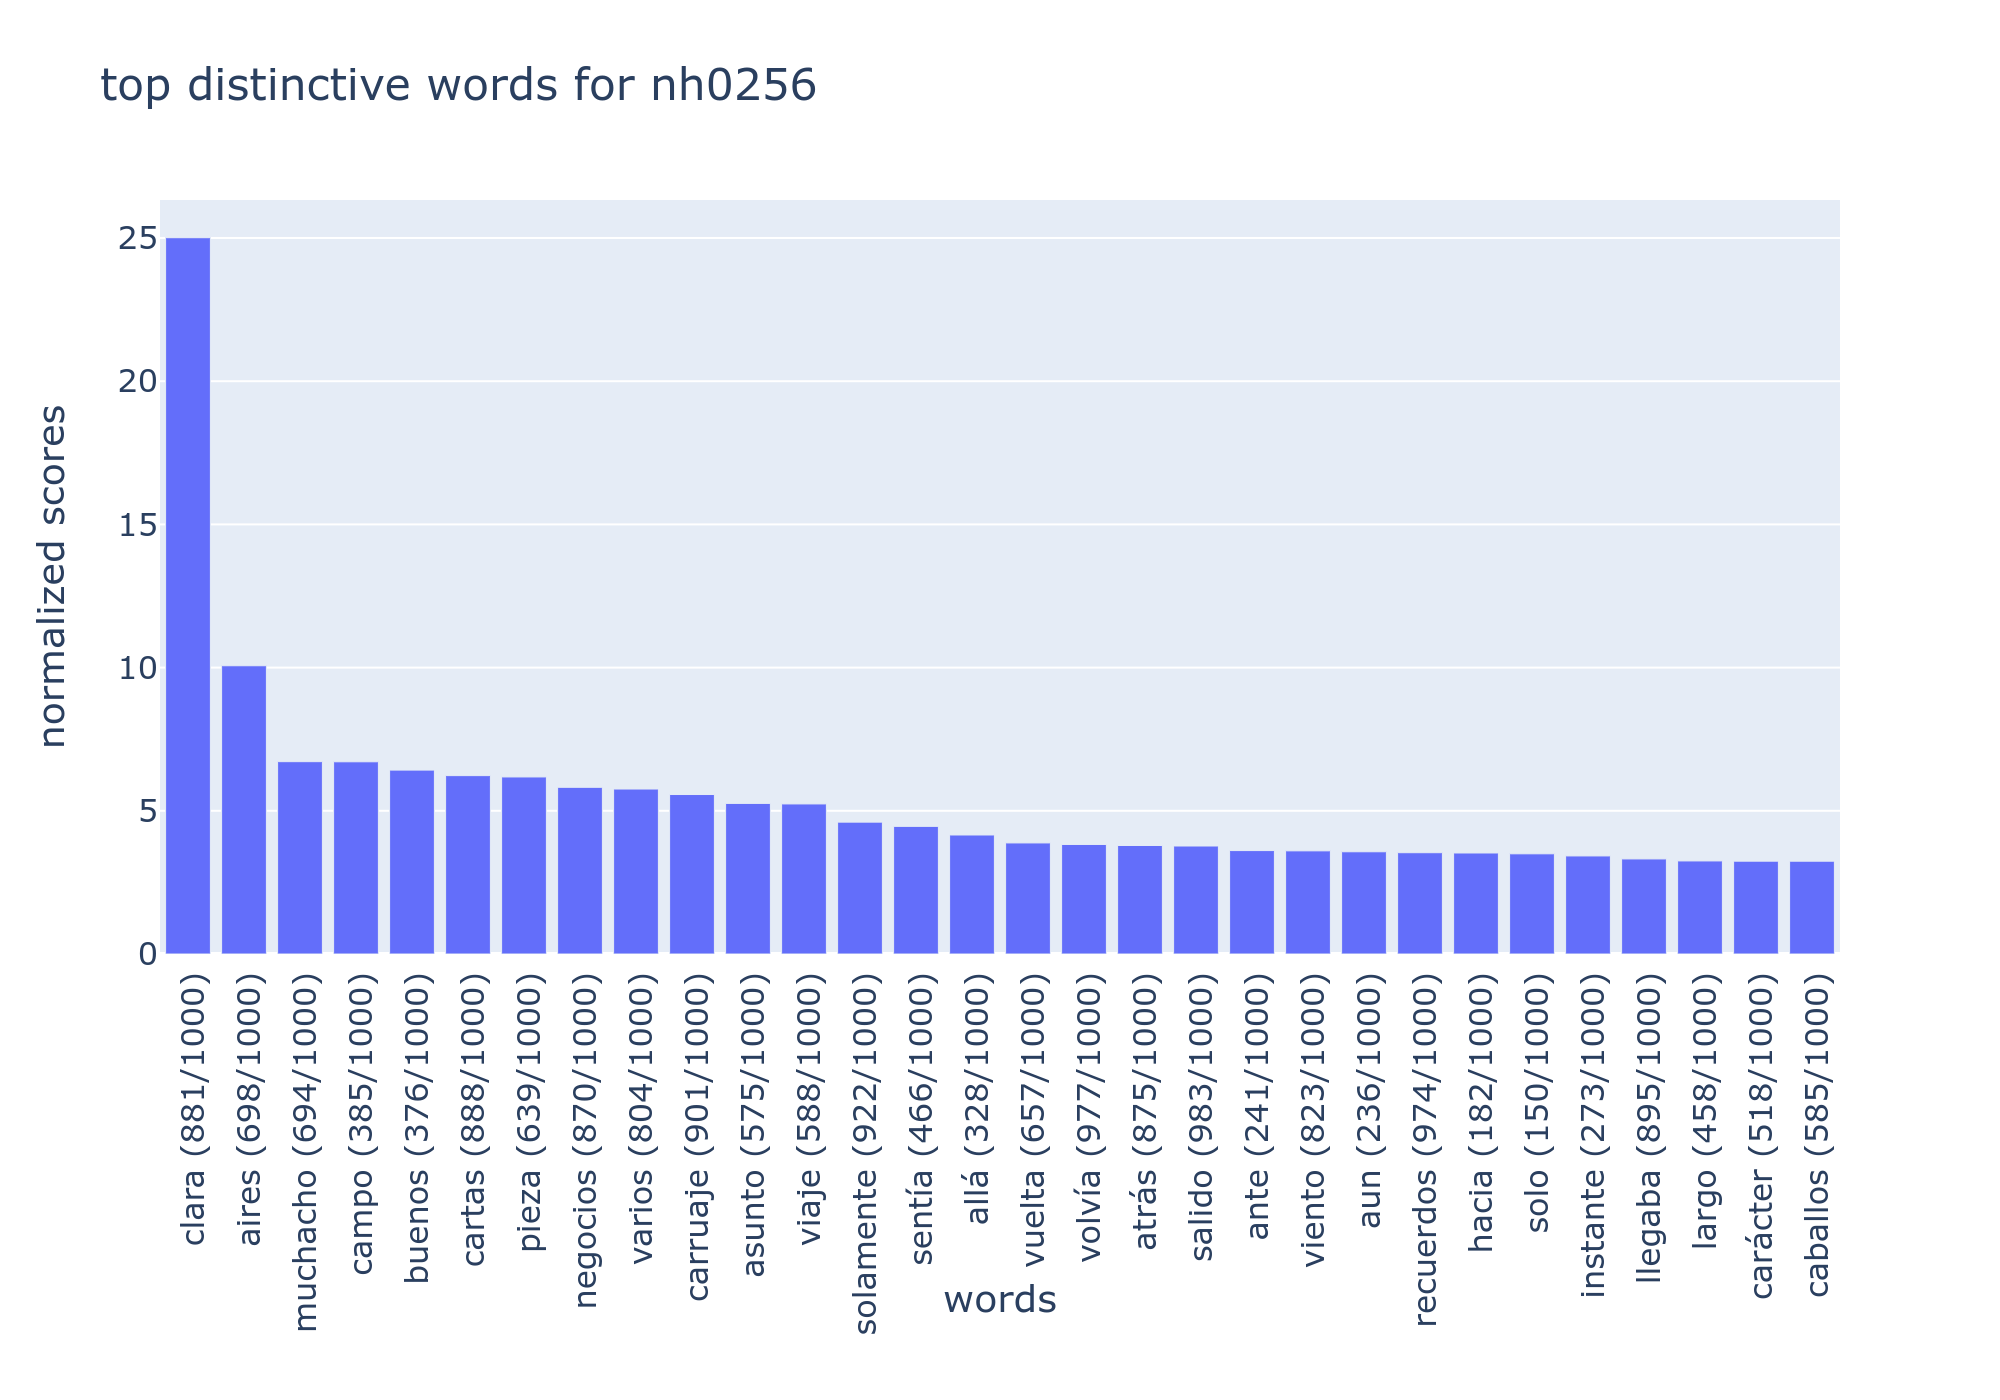 top distinctive words for nh0256
normalized scores
25
20
15
10
5
0
clara (881/1000)
aires (698/1000)
muchacho (694/1000)
campo (385/1000)
buenos (376/1000)
cartas (888/1000)
pieza (639/1000)
negocios (870/1000)
varios (804/1000)
carruaje (901/1000)
asunto (575/1000)
viaje (588/1000)
solamente (922/1000)
sentía (466/1000)
allá (328/1000)
vuelta (657/1000)
volvía (977/1000)
atrás (875/1000)
salido (983/1000)
ante (241/1000)
viento (823/1000)
aun (236/1000)
recuerdos (974/1000)
hacia (182/1000)
solo (150/1000)
instante (273/1000)
llegaba (895/1000)
largo (458/1000)
carácter (518/1000)
caballos (585/1000)
words